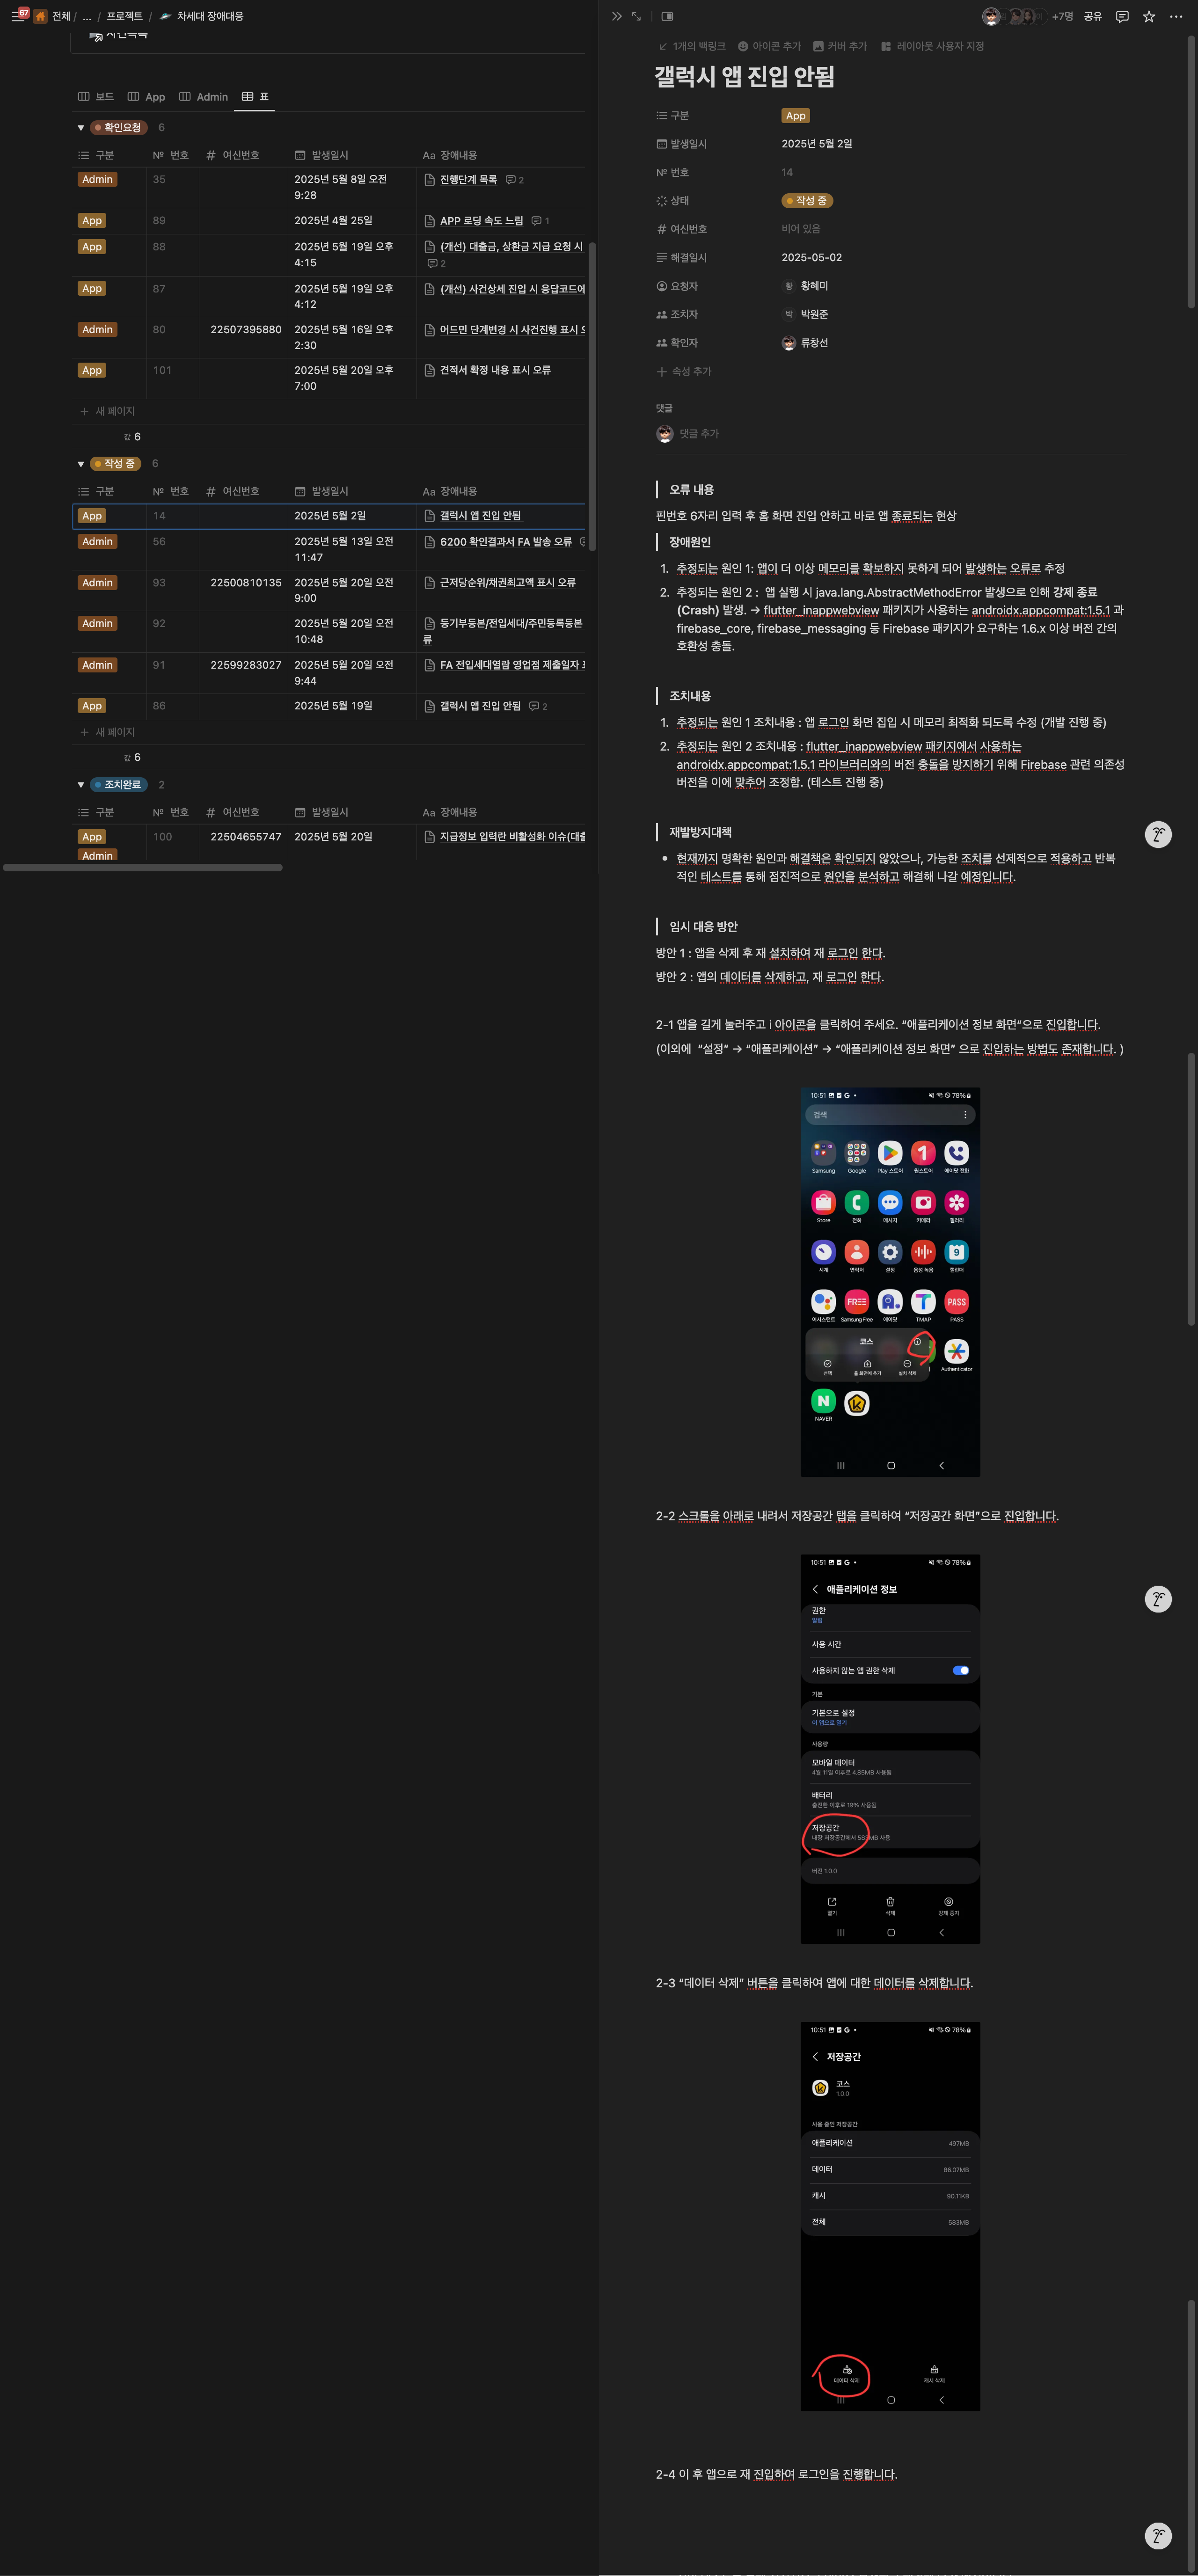 67
전체 / ... / 프로젝트 / 차세대 장애대응
보드
App
Admin
표
확인요청 6
구분
Nº 번호
# 여신번호
발생일시
Aa 장애내용
Admin
35
2025년 5월 8일 오전 9:28
진행단계 목록 2
App
89
2025년 4월 25일
APP 로딩 속도 느림 1
App
88
2025년 5월 19일 오후 4:15
(개선) 대출금, 상환금 지급 요청 시
2
App
87
2025년 5월 19일 오후 4:12
(개선) 사건상세 진입 시 응답코드에
Admin
80
22507395880
2025년 5월 16일 오후 2:30
어드민 단계변경 시 사건진행 표시
App
101
2025년 5월 20일 오후 7:00
견적서 확정 내용 표시 오류
+ 새 페이지
값 6
작성 중 6
구분
Nº 번호
# 여신번호
발생일시
Aa 장애내용
App
14
2025년 5월 2일
갤럭시 앱 진입 안됨
Admin
56
2025년 5월 13일 오전 11:47
6200 확인결과서 FA 발송 오류
Admin
93
22500810135
2025년 5월 20일 오전 9:00
근저당순위/채권최고액 표시 오류
Admin
92
2025년 5월 20일 오전 10:48
등기부등본/전입세대/주민등록등본
류
Admin
91
22599283027
2025년 5월 20일 오전 9:44
FA 전입세대열람 영업점 제출일자
App
86
2025년 5월 19일
갤럭시 앱 진입 안됨 2
+ 새 페이지
값 6
조치완료 2
구분
Nº 번호
# 여신번호
발생일시
Aa 장애내용
App
Admin
100
22504655747
2025년 5월 20일
지급정보 입력란 비활성화 이슈(대출
+7명
공유
1개의 백링크
아이콘 추가
커버 추가
레이아웃 사용자 지정
갤럭시 앱 진입 안됨
구분 App
발생일시 2025년 5월 2일
Nº 번호 14
상태 작성 중
# 여신번호 비어 있음
해결일시 2025-05-02
요청자 황 황혜미
조치자 박 박원준
확인자 류창선
+ 속성 추가
댓글
댓글 추가
오류 내용
핀번호 6자리 입력 후 홈 화면 진입 안하고 바로 앱 종료되는 현상
장애원인
1. 추정되는 원인 1: 앱이 더 이상 메모리를 확보하지 못하게 되어 발생하는 오류로 추정
2. 추정되는 원인 2 : 앱 실행 시 java.lang.AbstractMethodError 발생으로 인해 강제 종료
(Crash) 발생. → flutter_inappwebview 패키지가 사용하는 androidx.appcompat:1.5.1 과
firebase_core, firebase_messaging 등 Firebase 패키지가 요구하는 1.6.x 이상 버전 간의
호환성 충돌.
조치내용
1. 추정되는 원인 1 조치내용 : 앱 로그인 화면 집입 시 메모리 최적화 되도록 수정 (개발 진행 중)
2. 추정되는 원인 2 조치내용 : flutter_inappwebview 패키지에서 사용하는
androidx.appcompat:1.5.1 라이브러리와의 버전 충돌을 방지하기 위해 Firebase 관련 의존성
버전을 이에 맞추어 조정함. (테스트 진행 중)
재발방지대책
• 현재까지 명확한 원인과 해결책은 확인되지 않았으나, 가능한 조치를 선제적으로 적용하고 반복
적인 테스트를 통해 점진적으로 원인을 분석하고 해결해 나갈 예정입니다.
임시 대응 방안
방안 1 : 앱을 삭제 후 재 설치하여 재 로그인 한다.
방안 2 : 앱의 데이터를 삭제하고, 재 로그인 한다.
2-1 앱을 길게 눌러주고 i 아이콘을 클릭하여 주세요. “애플리케이션 정보 화면”으로 진입합니다.
(이외에 “설정” → “애플리케이션” → “애플리케이션 정보 화면” 으로 진입하는 방법도 존재합니다. )
10:51 G • 78%
검색
Samsung
Google
Play 스토어
원스토어
에이닷 전화
Store
전화
메시지
카메라
갤러리
시계
연락처
설정
음성 녹음
9
캘린더
어시스턴트
FREE
Samsung Free
에이닷
TMAP
PASS
PASS
코스
선택
홈 화면에 추가
설치 삭제
Authenticator
N
NAVER
2-2 스크롤을 아래로 내려서 저장공간 탭을 클릭하여 “저장공간 화면”으로 진입합니다.
10:51 G • 78%
애플리케이션 정보
권한
알림
사용 시간
사용하지 않는 앱 권한 삭제
기본
기본으로 설정
이 앱으로 열기
사용량
모바일 데이터
4월 11일 이후로 4.65MB 사용됨
배터리
충전한 이후로 19% 사용됨
저장공간
내장 저장공간에서 583MB 사용
버전 1.0.0
열기
삭제
강제 중지
2-3 “데이터 삭제” 버튼을 클릭하여 앱에 대한 데이터를 삭제합니다.
10:51 G • 78%
저장공간
코스
1.0.0
사용 중인 저장공간
애플리케이션 497MB
데이터 86.07MB
캐시 90.11KB
전체 583MB
데이터 삭제
캐시 삭제
2-4 이 후 앱으로 재 진입하여 로그인을 진행합니다.